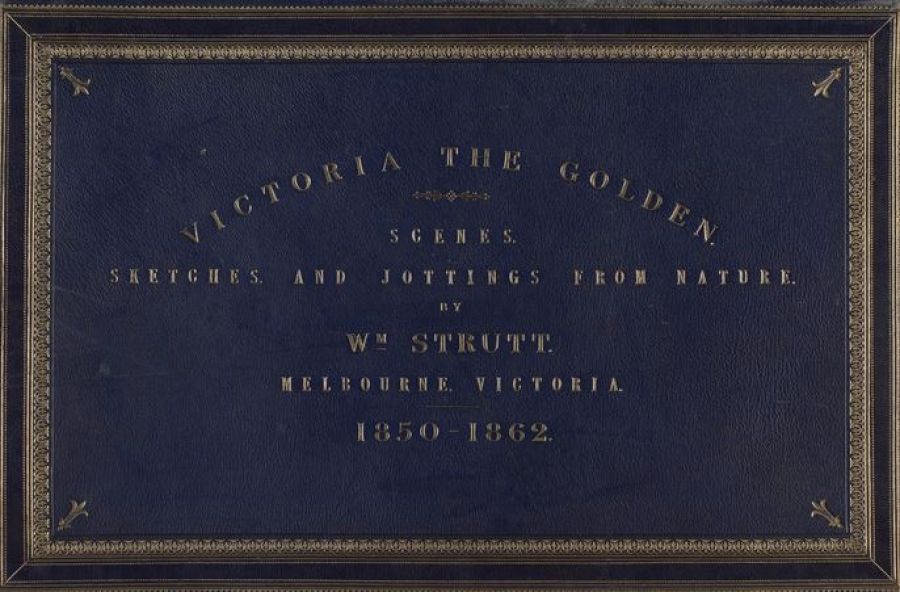 VICTORIA THE GOLDEN.
SCENES.
SKETCHES. AND JOTTINGS FROM NATURE.
BY
WM STRUTT.
MELBOURNE. VICTORIA.
1850-1862.